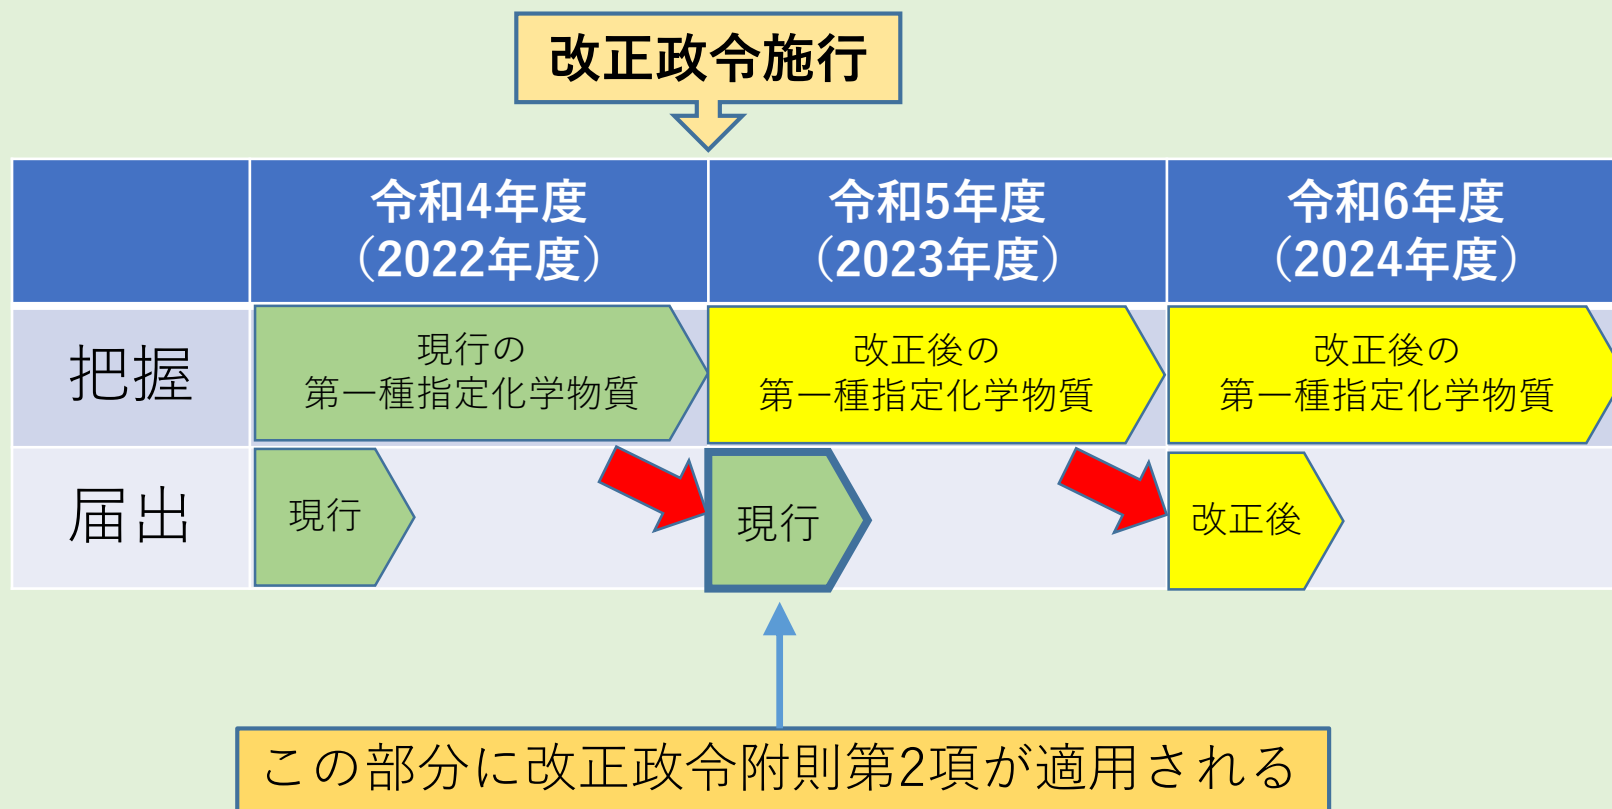 改正政令施行
令和4年度
（2022年度）
令和5年度
（2023年度）
令和6年度
（2024年度）
把握
現行の
第一種指定化学物質
改正後の
第一種指定化学物質
改正後の
第一種指定化学物質
届出
現行
現行
改正後
この部分に改正政令附則第2項が適用される